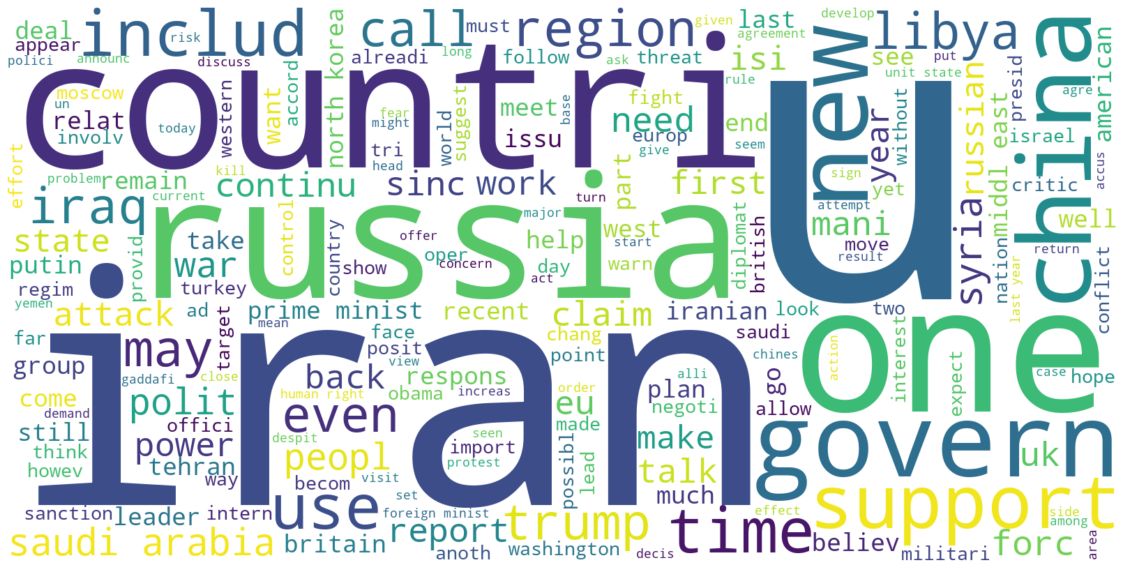 deal
includ
call
must
region
last
develop
given
agreement
libya
risk
appear
announc
polici
discuss
alreadi
long
follow
ask
threat
isi
see
rule
unit state
put
agre
american
moscow
un
relat
involv
today
western
accord
want
north korea
fear
might
tri
head
world
suggest
meet
issu
base
fight
need
europ
give
end
seem
countri
new
year
without
russian
presid
israel
china
critic
accus
effort
problem
remain
kill
current
continu
sinc
work
part
first
u
sign
attempt
yet
middl east
iraq
russia
major
turn
mani
move
result
well
state
take
war
control
offer
concern
oper
act
help
day
west
start
warn
diplomat
british
syria
nation
return
last year
conflict
putin
regim
provid
turkey
country
show
yemen
attack
ad
prime minist
recent
claim
iranian
look
two
interest
far
target
mean
face
posit
view
chang
point
saudi
chines
one
action
expect
case
hope
group
may
gaddafi
close
back
obama
respons
increas
order
alli
plan
negoti
go
allow
come
demand
polit
offici
human right
even
eu
made
iran
still
think
howev
power
tehran
way
despit
peopl
becom
visit
seen
import
protest
possibl
lead
make
talk
much
govern
uk
sanction
leader
intern
use
set
foreign minist
report
trump
effect
time
support
side
among
saudi arabia
britain
anoth
washington
decis
believ
militari
forc
area